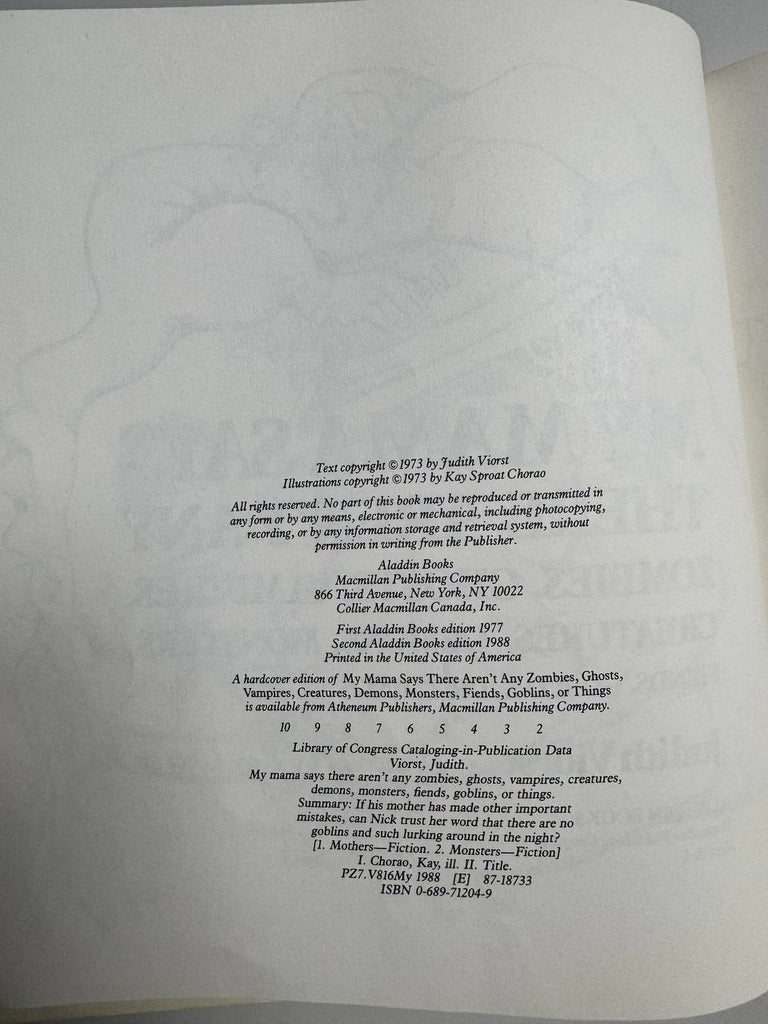 Text copyright ©1973 by Judith Viorst
Illustrations copyright ©1973 by Kay Sproat Chorao
All rights reserved. No part of this book may be reproduced or transmitted in
any form or by any means, electronic or mechanical, including photocopying,
recording, or by any information storage and retrieval system, without
permission in writing from the Publisher.
Aladdin Books
Macmillan Publishing Company
866 Third Avenue, New York, NY 10022
Collier Macmillan Canada, Inc.
First Aladdin Books edition 1977
Second Aladdin Books edition 1988
Printed in the United States of America
A hardcover edition of My Mama Says There Aren't Any Zombies, Ghosts,
Vampires, Creatures, Demons, Monsters, Fiends, Goblins, or Things
is available from Atheneum Publishers, Macmillan Publishing Company.
10 9 8 7 6 5 4 3 2
Library of Congress Cataloging-in-Publication Data
Viorst, Judith.
My mama says there aren't any zombies, ghosts, vampires, creatures,
demons, monsters, fiends, goblins, or things.
Summary: If his mother has made other important
mistakes, can Nick trust her word that there are no
goblins and such lurking around in the night?
[1. Mothers—Fiction. 2. Monsters—Fiction]
I. Chorao, Kay, ill. II. Title.
PZ7.V816My 1988 [E] 87-18733
ISBN 0-689-71204-9